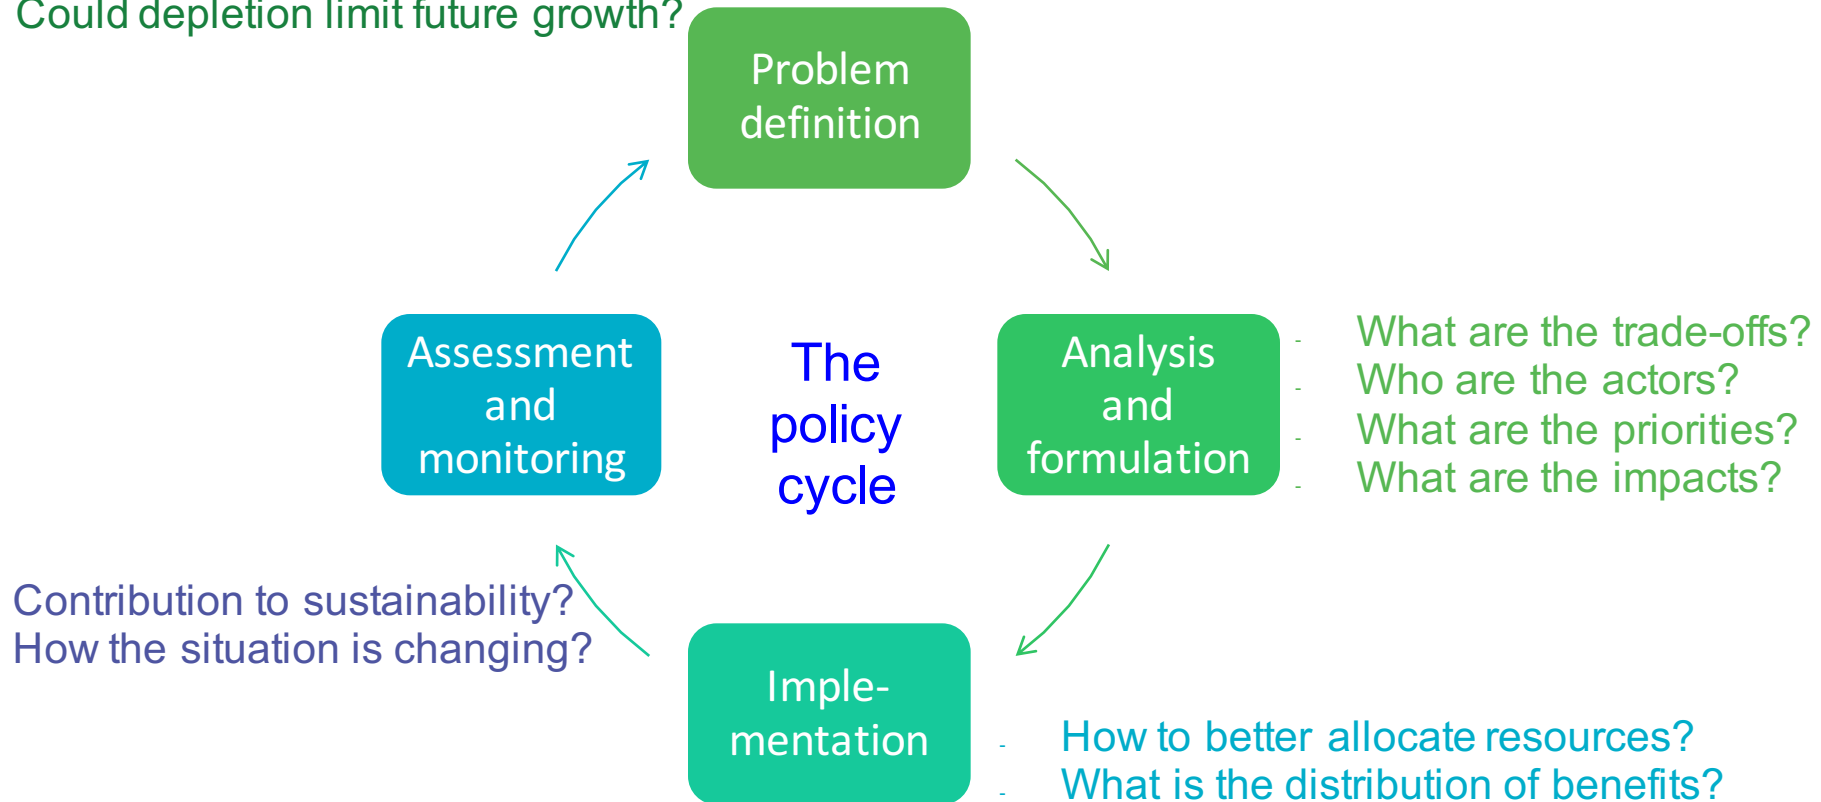 Could depletion limit future growth?
Problem
definition
Assessment
and
monitoring
The
policy
cycle
Analysis
and
formulation
- What are the trade-offs?
- Who are the actors?
- What are the priorities?
- What are the impacts?
Contribution to sustainability?
How the situation is changing?
Imple-
mentation
- How to better allocate resources?
- What is the distribution of benefits?